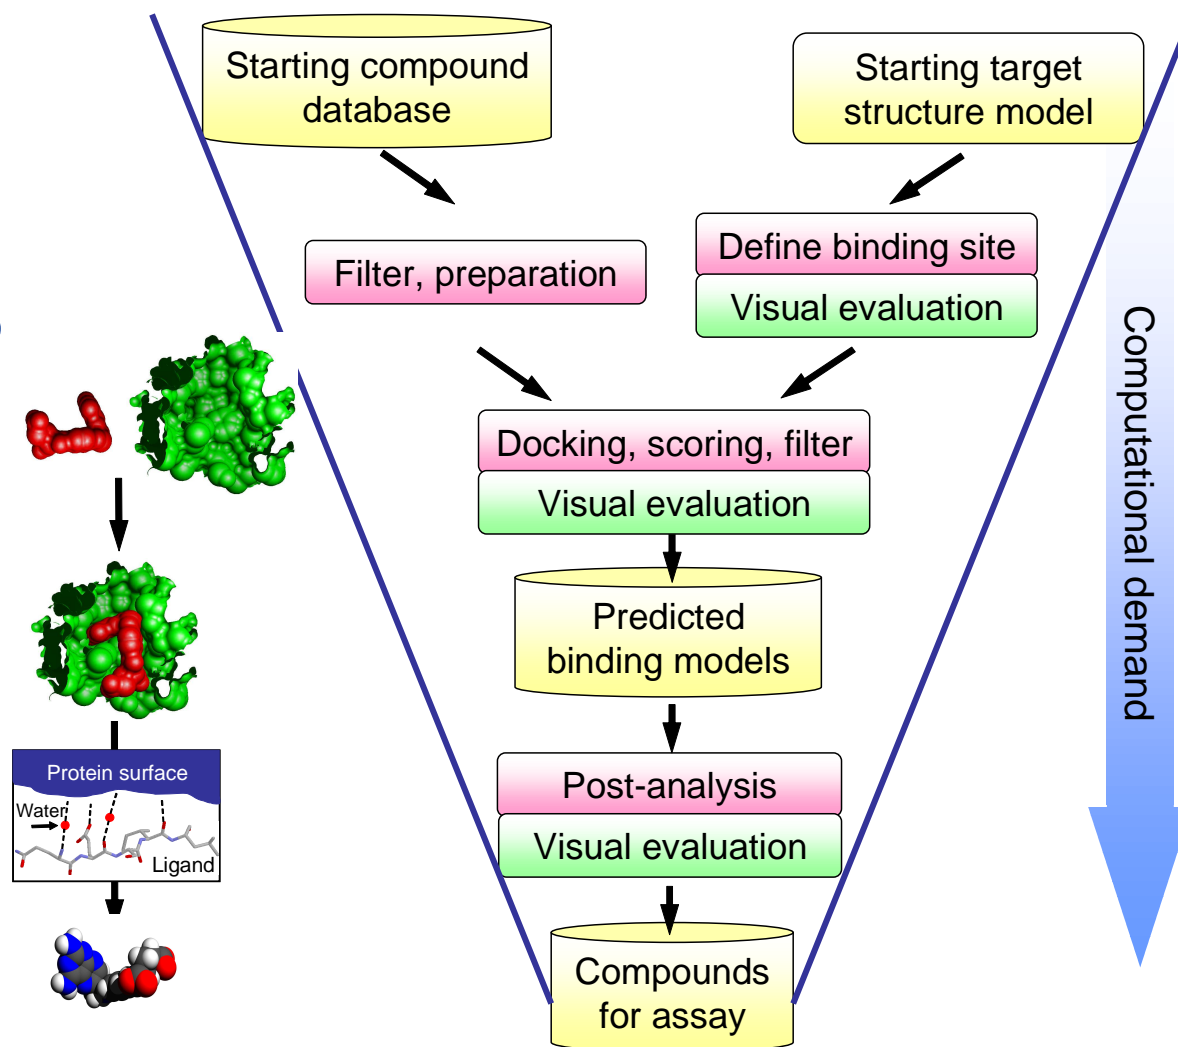 Starting compound
database
Starting target
structure model
Filter, preparation
Define binding site
Visual evaluation
Docking, scoring, filter
Visual evaluation
Predicted
binding models
Post-analysis
Visual evaluation
Compounds
for assay
Computational demand
Protein surface
Water
Ligand